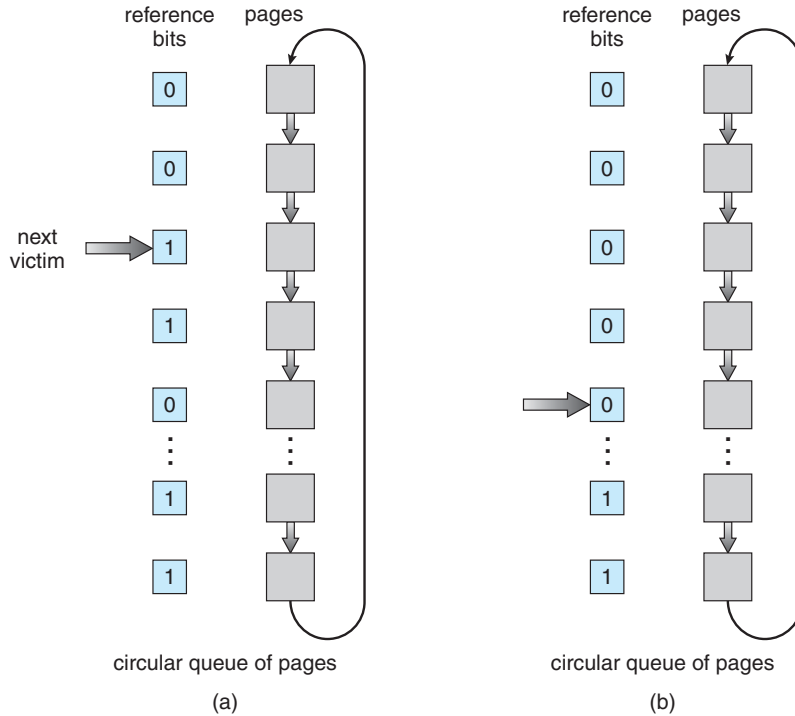 reference bits
pages
0
0
next victim
1
1
0
1
1
circular queue of pages
(a)
reference bits
pages
0
0
0
0
0
1
1
circular queue of pages
(b)